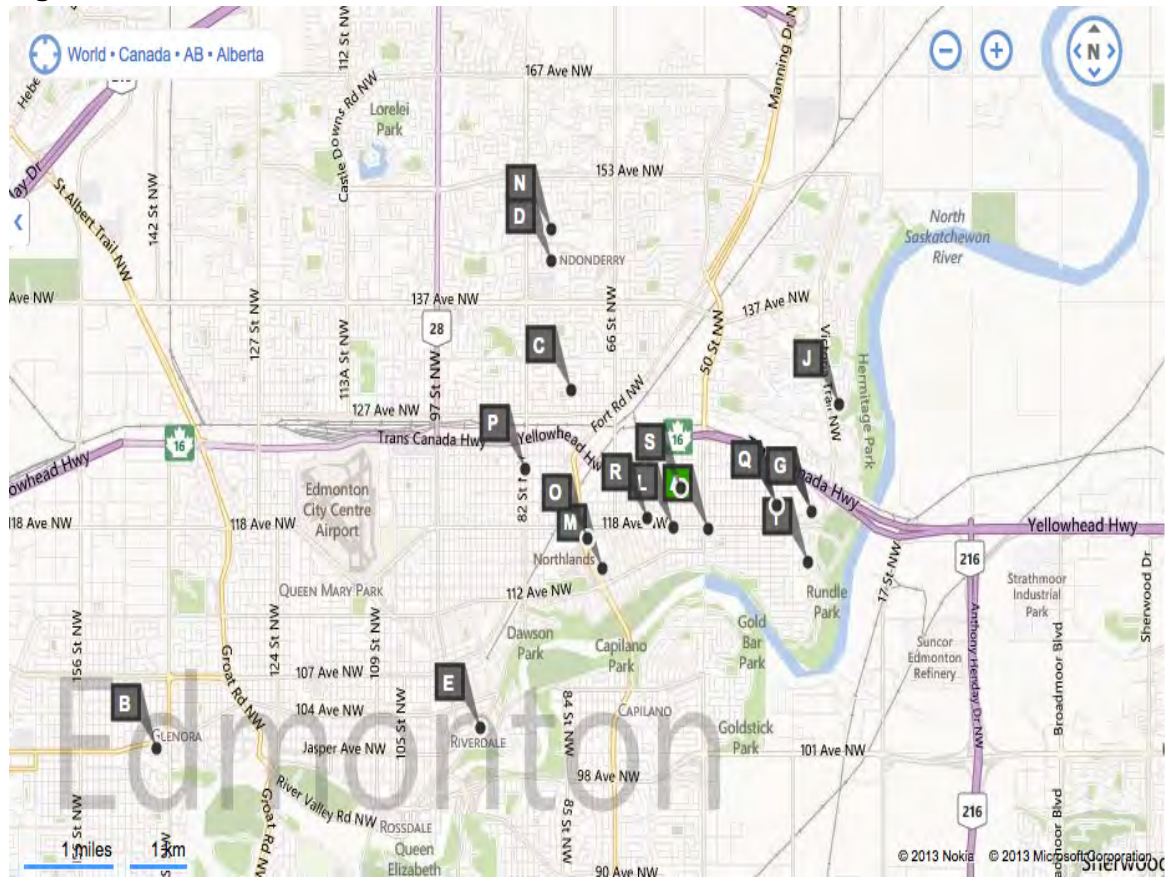 World • Canada • AB • Alberta
N
112 St NW
167 Ave NW
Manning Dr N
Lorelei
Park
Castle Downs Rd NW
153 Ave NW
142 St NW
St Albert Trail NW
N
D
NDONDERRY
North
Saskatchewan
River
Ave NW
137 Ave NW
137 Ave NW
28
127 St NW
113A St NW
97 St NW
66 St NW
50 St NW
C
J
Trail NW
Hermitage Park
127 Ave NW
Fort Rd NW
P
16
Trans Canada Hwy
Yellowhead Hw
S
16
owhead Hwy
R
L
Q
G
nada Hwy
Edmonton
City Centre
Airport
82 St
O
M
118 Ave NW
118 Ave NW
118 Ave
Yellowhead Hwy
Northlands
216
17 St NW
QUEEN MARY PARK
112 Ave NW
Rundle
Park
Strathmoor
Industrial
Park
Sherwood Dr
156 St NW
124 St NW
109 St NW
Dawson
Park
Capilano
Park
Gold
Bar
Park
Suncor
Edmonton
Refinery
Anthony Henday Dr NW
Broadmoor Blvd
Groat Rd NW
107 Ave NW
B
E
104 Ave NW
105 St NW
84 St NW
CAPILANO
GLENORA
RIVERDALE
Goldstick
Park
Edmonton
Jasper Ave NW
101 Ave NW
98 Ave NW
River Valley Rd NW
Groat Rd NW
ROSSDALE
85 St NW
216
Queen
Elizabeth
90 Ave NW
1 miles
1 km
© 2013 Nokia © 2013 Microsoft Corporation
Sherwood